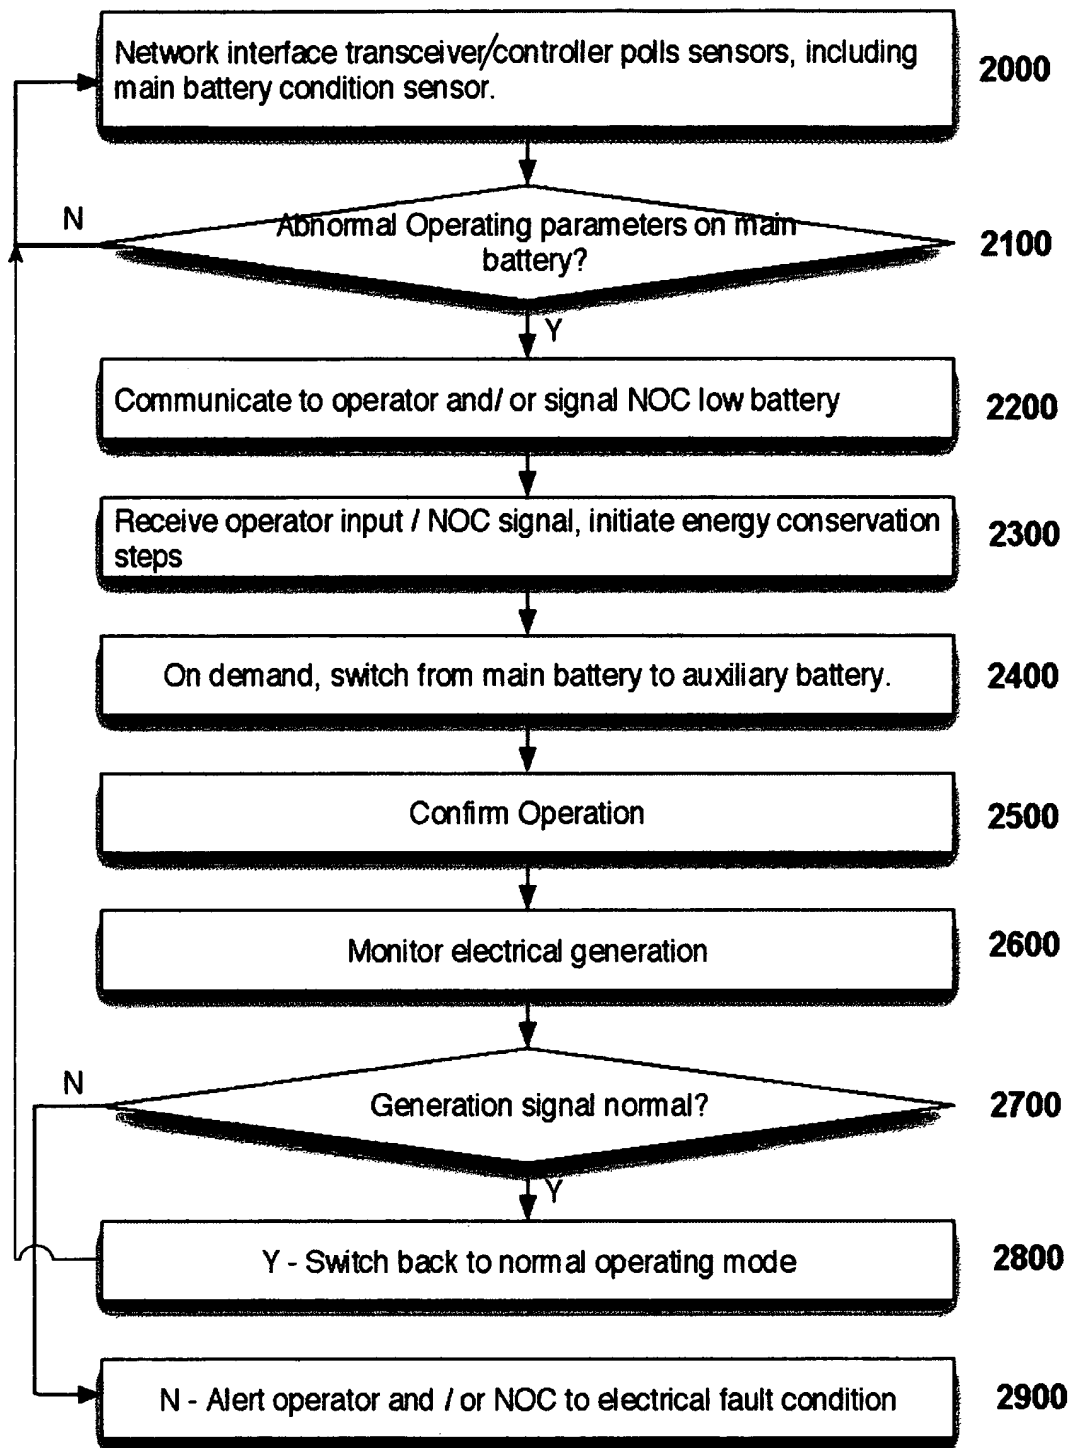 Network interface transceiver/controller polls sensors, including
main battery condition sensor.
2000
N
Abnormal Operating parameters on main
battery?
2100
Y
Communicate to operator and/ or signal NOC low battery
2200
Receive operator input / NOC signal, initiate energy conservation
steps
2300
On demand, switch from main battery to auxiliary battery.
2400
Confirm Operation
2500
Monitor electrical generation
2600
N
Generation signal normal?
2700
Y
Y - Switch back to normal operating mode
2800
N - Alert operator and / or NOC to electrical fault condition
2900